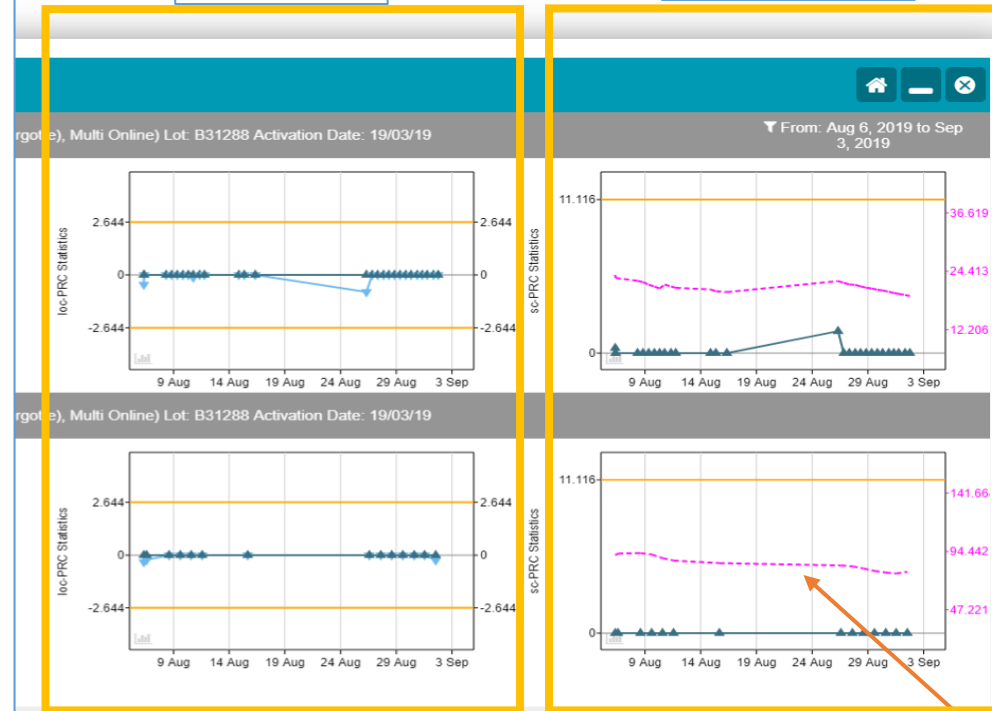 rgotte), Multi Online) Lot: B31288 Activation Date: 19/03/19
From: Aug 6, 2019 to Sep
3, 2019
loc-PRC Statistics
2.644
0
-2.644
2.644
0
-2.644
9 Aug 14 Aug 19 Aug 24 Aug 29 Aug 3 Sep
sc-PRC Statistics
11.116
0
36.619
24.413
12.206
9 Aug 14 Aug 19 Aug 24 Aug 29 Aug 3 Sep
Multi Online) Lot: B31288 Activation Date: 19/03/19
loc-PRC Statistics
2.644
0
-2.644
2.644
0
-2.644
9 Aug 14 Aug 19 Aug 24 Aug 29 Aug 3 Sep
sc-PRC Statistics
11.116
0
94.442
47.221
9 Aug 14 Aug 19 Aug 24 Aug 29 Aug 3 Sep